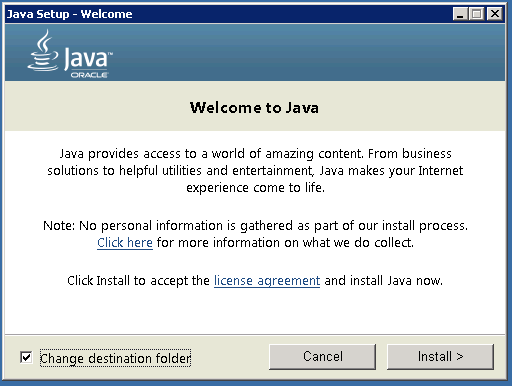 Java Setup - Welcome
Java™
ORACLE
Welcome to Java
Java provides access to a world of amazing content. From business
solutions to helpful utilities and entertainment, Java makes your Internet
experience come to life.
Note: No personal information is gathered as part of our install process.
Click here for more information on what we do collect.
Click Install to accept the license agreement and install Java now.
Change destination folder
Cancel
Install >